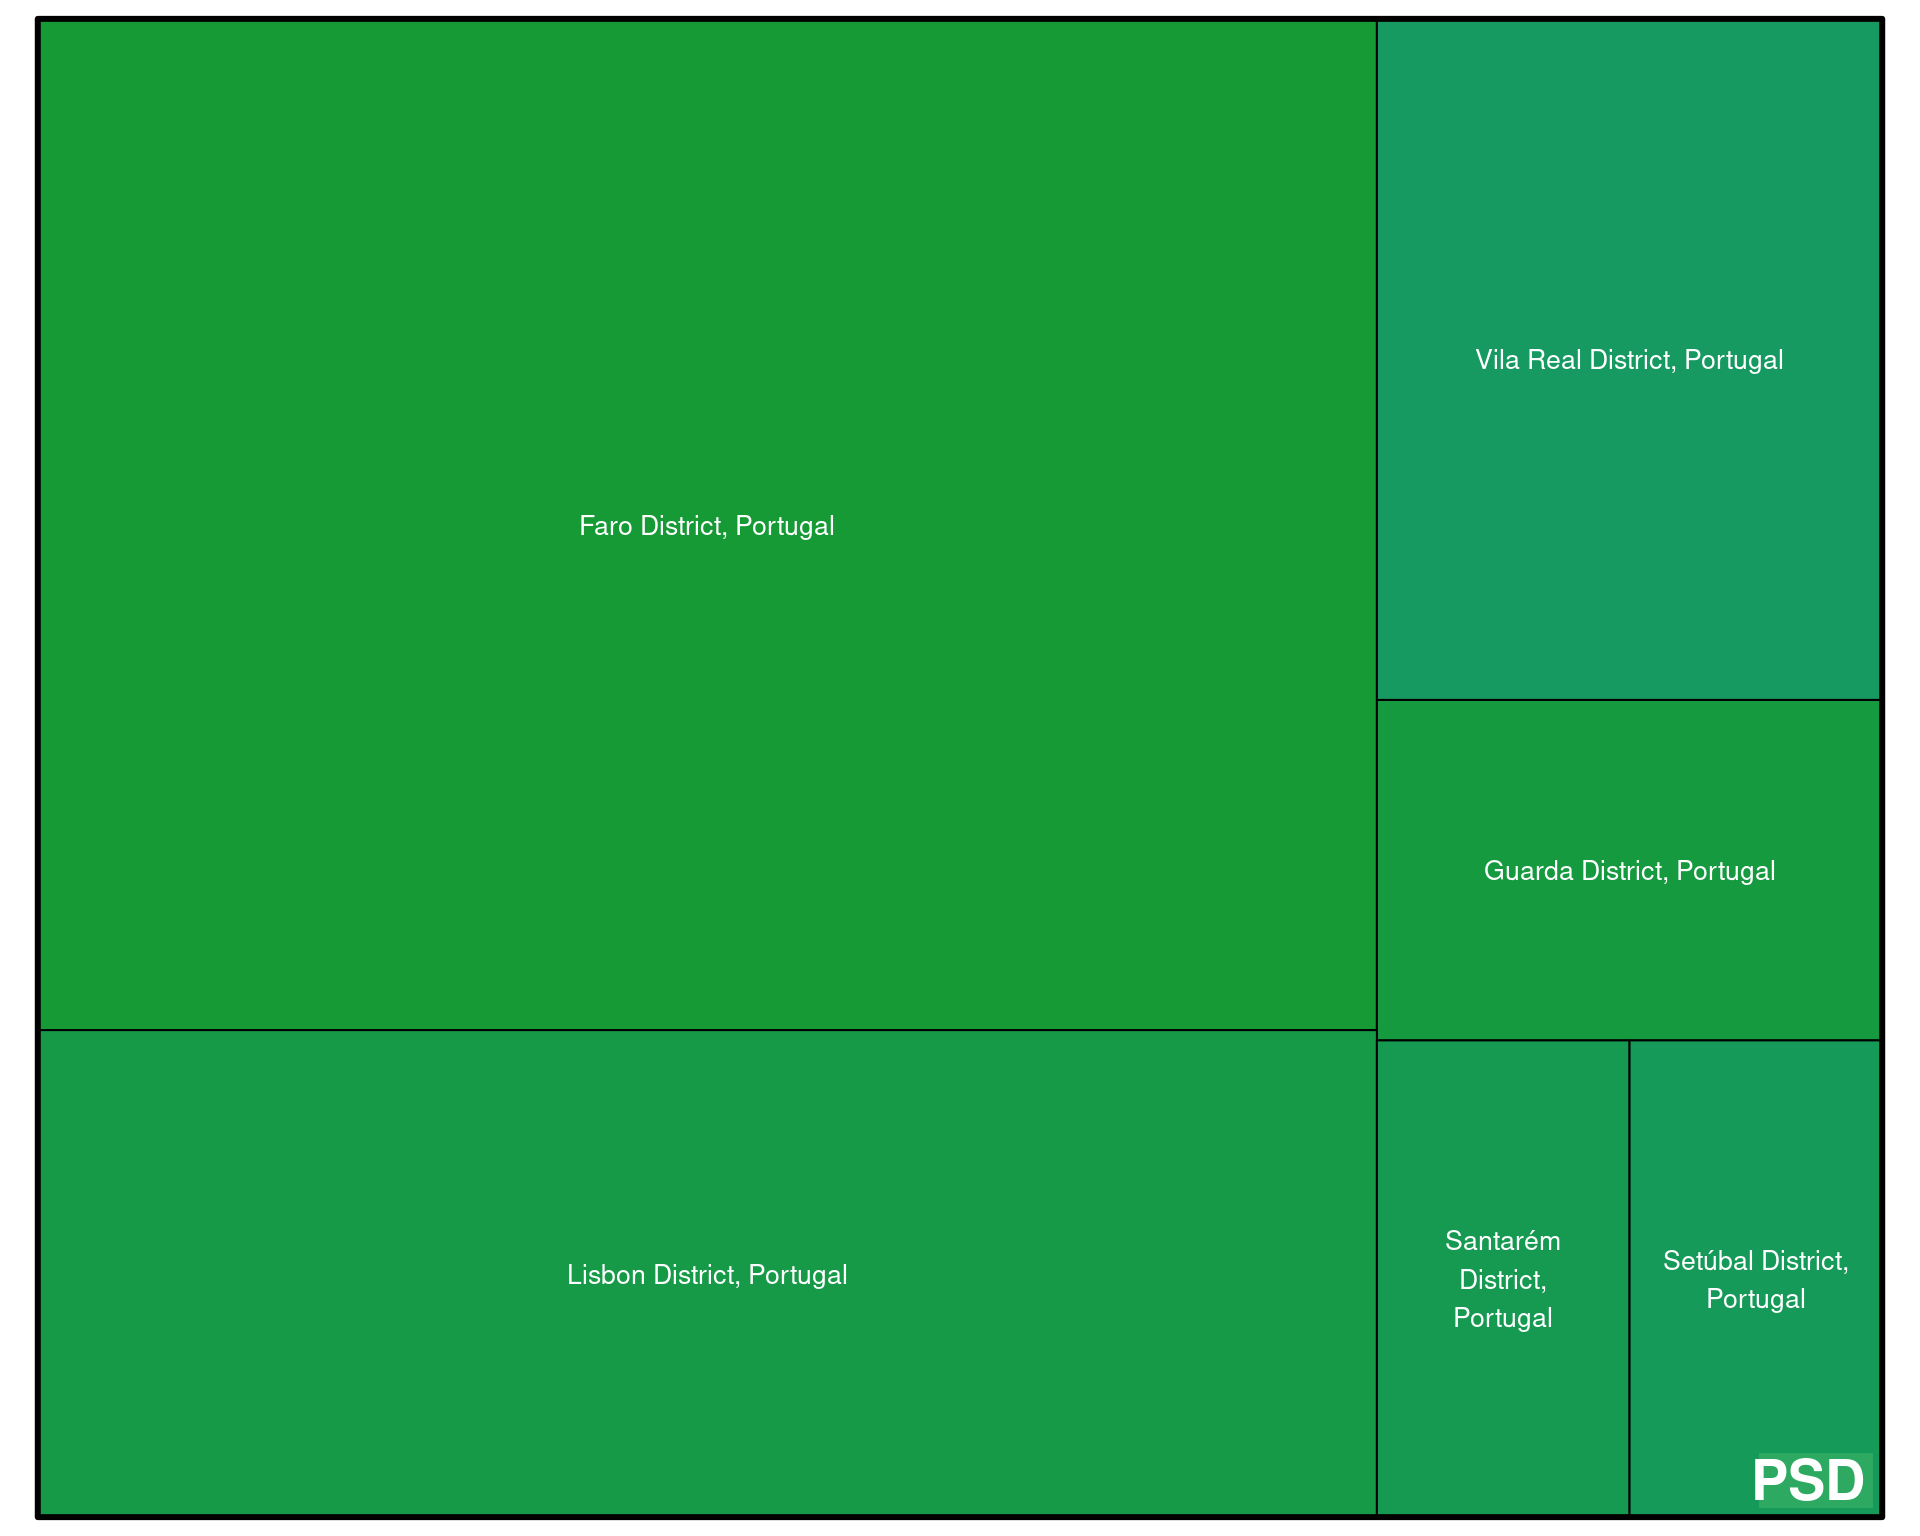 Faro District, Portugal
Lisbon District, Portugal
Vila Real District, Portugal
Guarda District, Portugal
Santarém
District,
Portugal
Setúbal District,
Portugal
PSD